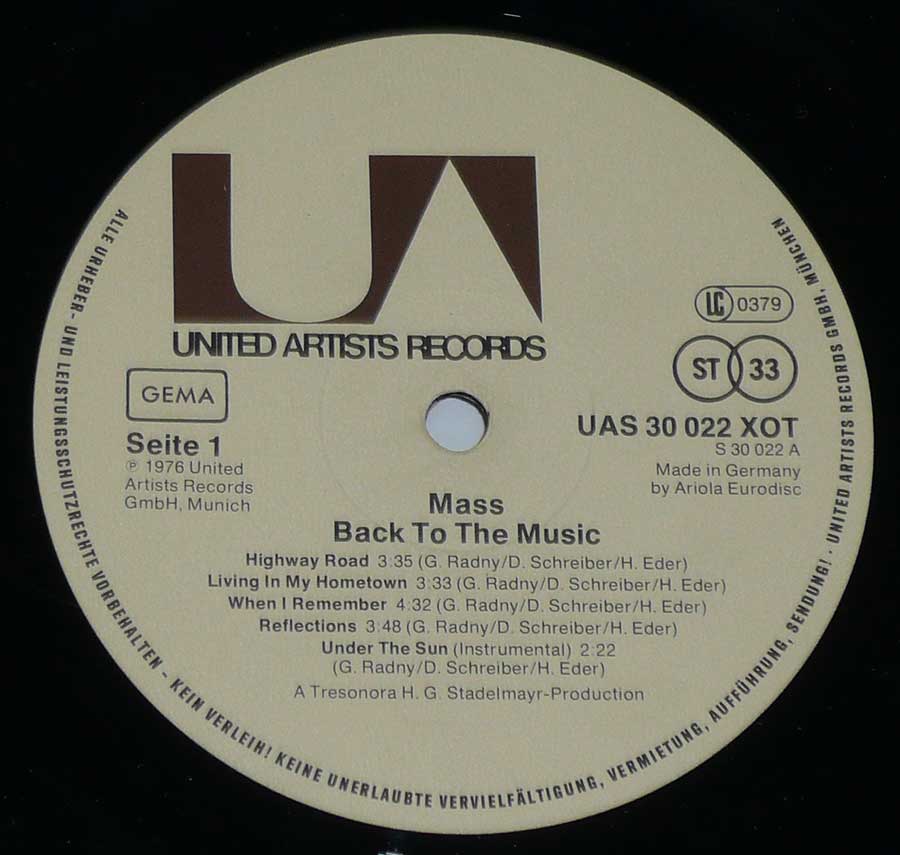 UA
UNITED ARTISTS RECORDS
LC 0379
ST 33
GEMA
Seite 1
℗ 1976 United
Artists Records
GmbH, Munich
UAS 30 022 XOT
S 30 022 A
Made in Germany
by Ariola Eurodisc
Mass
Back To The Music
Highway Road 3:35 (G. Radny/D. Schreiber/H. Eder)
Living In My Hometown 3:33 (G. Radny/D. Schreiber/H. Eder)
When I Remember 4:32 (G. Radny/D. Schreiber/H. Eder)
Reflections 3:48 (G. Radny/D. Schreiber/H. Eder)
Under The Sun (Instrumental) 2:22
(G. Radny/D. Schreiber/H. Eder)
A Tresonora H. G. Stadelmayr-Production
ALLE URHEBER- UND LEISTUNGSSCHUTZRECHTE VORBEHALTEN - KEIN VERLEIH! KEINE UNERLAUBTE VERVIELFÄLTIGUNG, VERMIETUNG, AUFFÜHRUNG, SENDUNG! · UNITED ARTISTS RECORDS GMBH, MÜNCHEN